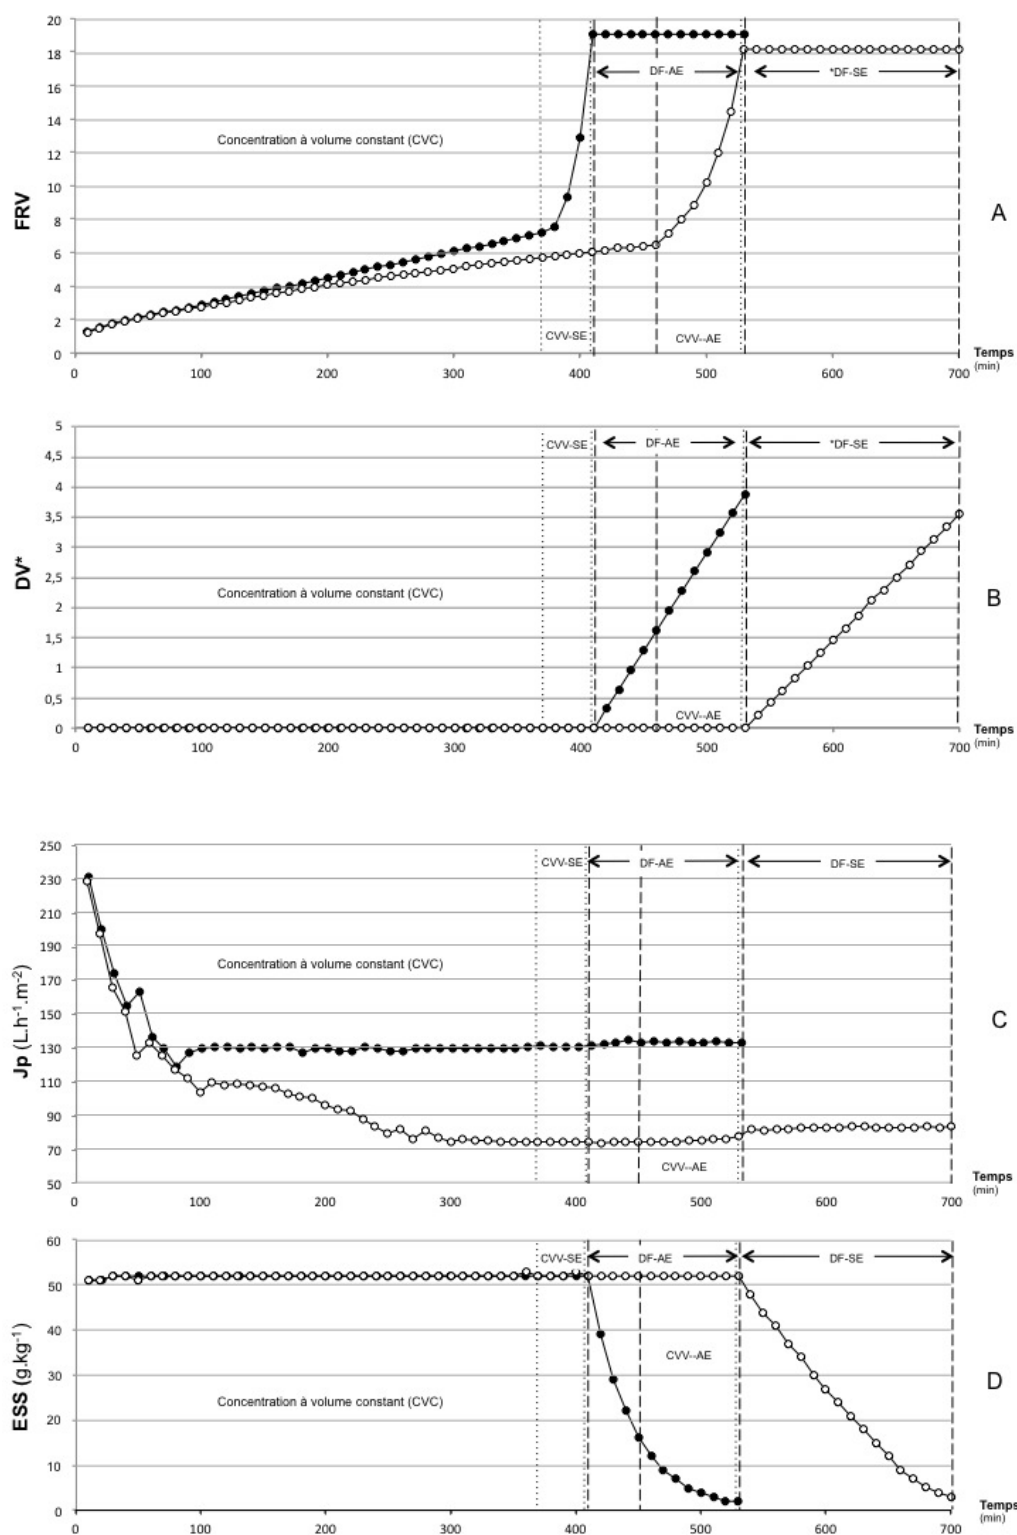 20
18
16
14
12
10
8
6
4
2
0
FRV
DF-AE
*DF-SE
Concentration à volume constant (CVC)
A
CVV-SE
CVV--AE
Temps
(min)
100
200
300
400
500
600
700
5
4,5
4
3,5
3
2,5
2
1,5
1
0,5
0
DV*
CVV-SE
DF-AE
*DF-SE
Concentration à volume constant (CVC)
B
CVV--AE
Temps
(min)
0
100
200
300
400
500
600
700
250
230
210
190
170
150
130
110
90
70
50
Jp (L.h-1.m-2)
CVV-SE
DF-AE
DF-SE
Concentration à volume constant (CVC)
C
CVV--AE
Temps
(min)
0
100
200
300
400
500
600
700
60
50
40
30
20
10
0
ESS (g.kg-1)
CVV-SE
DF-AE
DF-SE
CVV--AE
D
Concentration à volume constant (CVC)
Temps
(min)
0
100
200
300
400
500
600
700